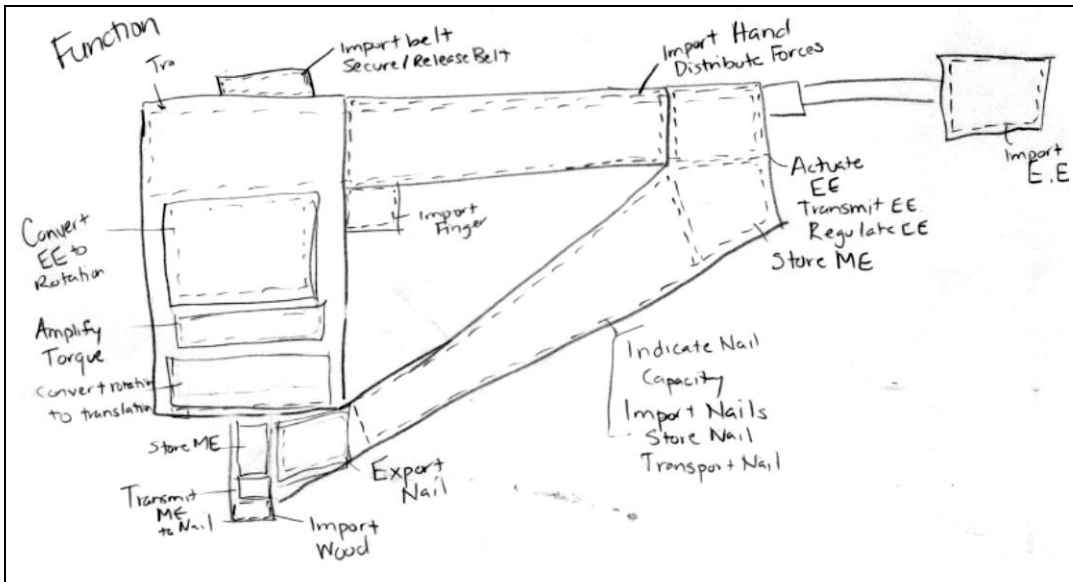 Function
Tra
Import belt
Secure/Release Belt
Import Hand
Distribute Forces
Import
E.E
Actuate
EE
Transmit EE
Regulate EE
Store ME
Import
Finger
Convert
EE to
Rotation
Amplify
Torque
Convert rotation
to translation
Indicate Nail
Capacity
Import Nails
Store Nail
Transport Nail
Store ME
Export
Nail
Transmit
ME
to Nail
Import
Wood